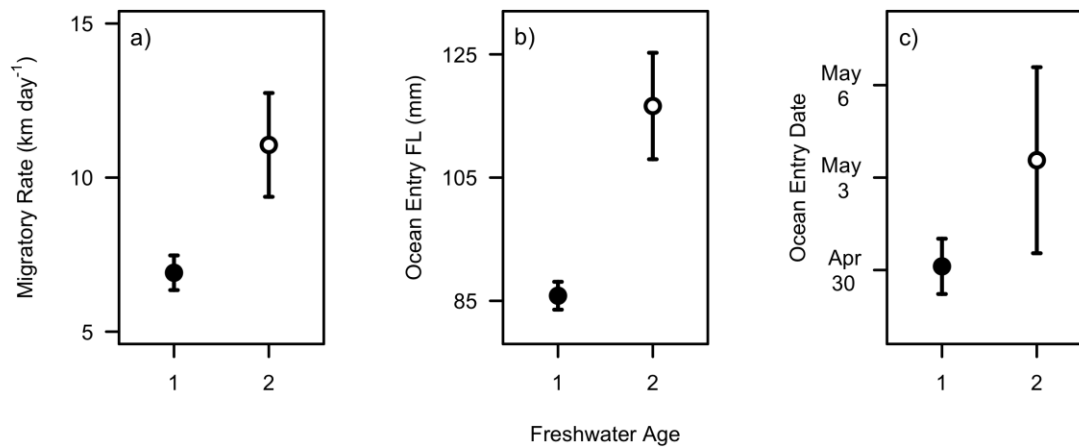 a)
Migratory Rate (km day⁻¹)
15
10
5
1 2
b)
Ocean Entry FL (mm)
125
105
85
1 2
c)
Ocean Entry Date
May
6
May
3
Apr
30
1 2
Freshwater Age